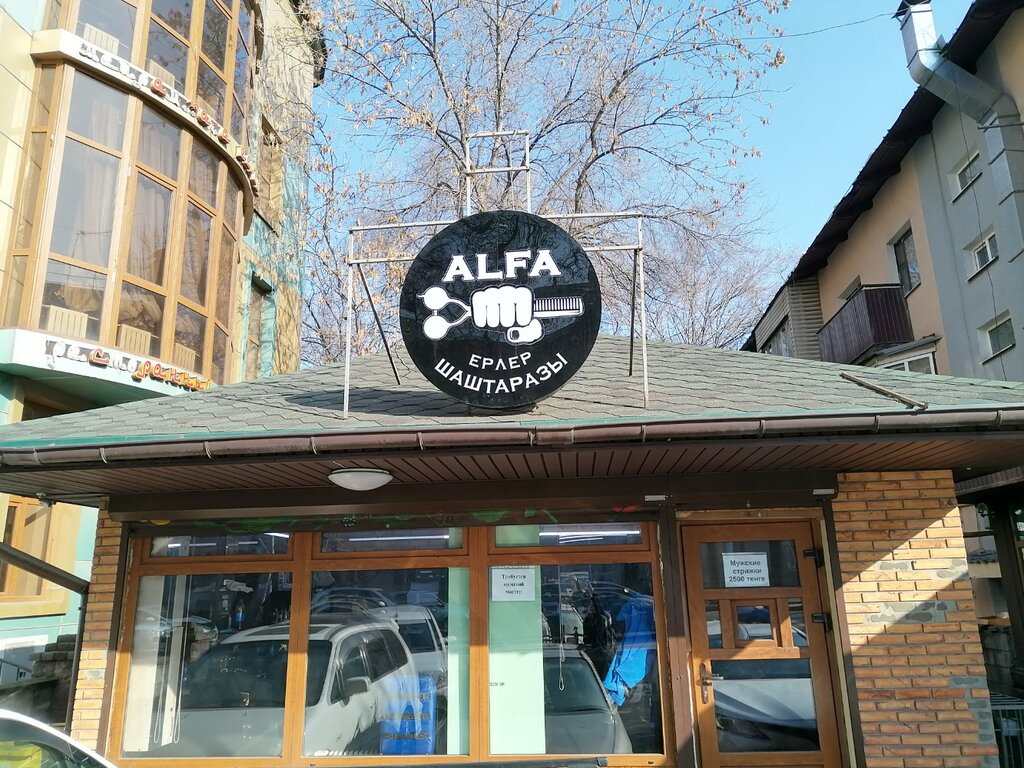 ALFA
ЕРЛЕР
ШАШТАРАЗЫ
Мужские
стрижки
2500 тенге
Требуется
мужской
мастер